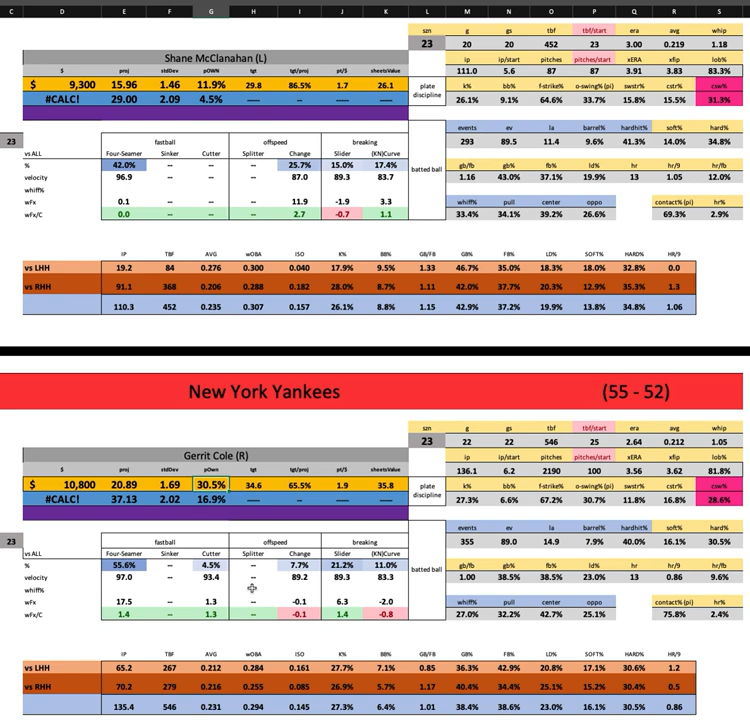 C D E F G H I J K L M N O P Q R S
szn g gs tbf tbf/start era avg whip
23 20 20 452 23 3.00 0.219 1.18
Shane McClanahan (L) ip ip/start pitches pitches/start xERA xfip lob%
$ proj stdDev pOWN tgt tgt/proj pt/$ sheetsValue 111.0 5.6 87 87 3.91 3.83 83.3%
$ 9,300 15.96 1.46 11.9% 29.8 86.5% 1.7 26.1 plate discipline k% bb% f-strike% o-swing% (pi) swstr% cstr% csw%
#CALC! 29.00 2.09 4.5% ---- -- ---- ---- 26.1% 9.1% 64.6% 33.7% 15.8% 15.5% 31.3%
events ev la barrel% hardhit% soft% hard%
23 fastball offspeed breaking 293 89.5 11.4 9.6% 41.3% 14.0% 34.8%
vs ALL Four-Seamer Sinker Cutter Splitter Change Slider (KN)Curve
% 42.0% -- -- -- 25.7% 15.0% 17.4% batted ball gb/fb gb% fb% ld% hr hr/9 hr/fb
velocity 96.9 -- -- -- 87.0 89.3 83.7 1.16 43.0% 37.1% 19.9% 13 1.05 12.0%
whiff%
wFx 0.1 -- -- -- 11.9 -1.9 3.3 whiff% pull center oppo contact% (pi) hr%
wFx/C 0.0 -- -- -- 2.7 -0.7 1.1 33.4% 34.1% 39.2% 26.6% 69.3% 2.9%
IP TBF AVG wOBA ISO K% BB% GB/FB GB% FB% LD% SOFT% HARD% HR/9
vs LHH 19.2 84 0.276 0.300 0.040 17.9% 9.5% 1.33 46.7% 35.0% 18.3% 18.0% 32.8% 0.0
vs RHH 91.1 368 0.206 0.288 0.182 28.0% 8.7% 1.11 42.0% 37.7% 20.3% 12.9% 35.3% 1.3
110.3 452 0.235 0.307 0.157 26.1% 8.8% 1.15 42.9% 37.2% 19.9% 13.8% 34.8% 1.06
New York Yankees (55 - 52)
szn g gs tbf tbf/start era avg whip
23 22 22 546 25 2.64 0.212 1.05
Gerrit Cole (R) ip ip/start pitches pitches/start xERA xfip lob%
$ proj stdDev pOwn tgt tgt/proj pt/$ sheetsValue 136.1 6.2 2190 100 3.56 3.62 81.8%
$ 10,800 20.89 1.69 30.5% 34.6 65.5% 1.9 35.8 plate discipline k% bb% f-strike% o-swing% (pi) swstr% cstr% csw%
#CALC! 37.13 2.02 16.9% ---- -- ---- ---- 27.3% 6.6% 67.2% 30.7% 11.8% 16.8% 28.6%
events ev la barrel% hardhit% soft% hard%
23 fastball offspeed breaking 355 89.0 14.9 7.9% 40.0% 16.1% 30.5%
vs ALL Four-Seamer Sinker Cutter Splitter Change Slider (KN)Curve
% 55.6% -- 4.5% -- 7.7% 21.2% 11.0% batted ball gb/fb gb% fb% ld% hr hr/9 hr/fb
velocity 97.0 -- 93.4 -- 89.2 89.3 83.3 1.00 38.5% 38.5% 23.0% 13 0.86 9.6%
whiff%
wFx 17.5 -- 1.3 -- -0.1 6.3 -2.0 whiff% pull center oppo contact% (pi) hr%
wFx/C 1.4 -- 1.3 -- -0.1 1.4 -0.8 27.0% 32.2% 42.7% 25.1% 75.8% 2.4%
IP TBF AVG wOBA ISO K% BB% GB/FB GB% FB% LD% SOFT% HARD% HR/9
vs LHH 65.2 267 0.212 0.284 0.161 27.7% 7.1% 0.85 36.3% 42.9% 20.8% 17.1% 30.6% 1.2
vs RHH 70.2 279 0.216 0.255 0.085 26.9% 5.7% 1.17 40.4% 34.4% 25.1% 15.2% 30.4% 0.5
135.4 546 0.231 0.294 0.145 27.3% 6.4% 1.01 38.4% 38.6% 23.0% 16.1% 30.5% 0.86